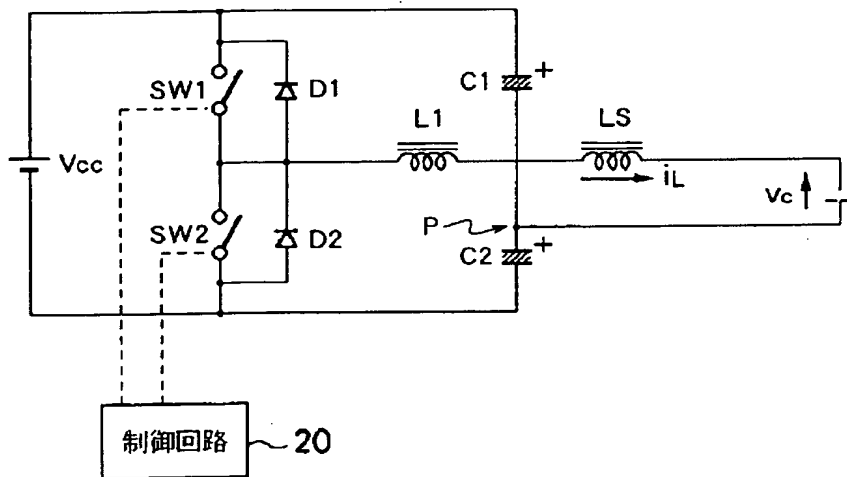 C1 +
SW1
D1
L1
LS
Vcc
iL
Vc
SW2
D2
P
C2 +
制御回路
20